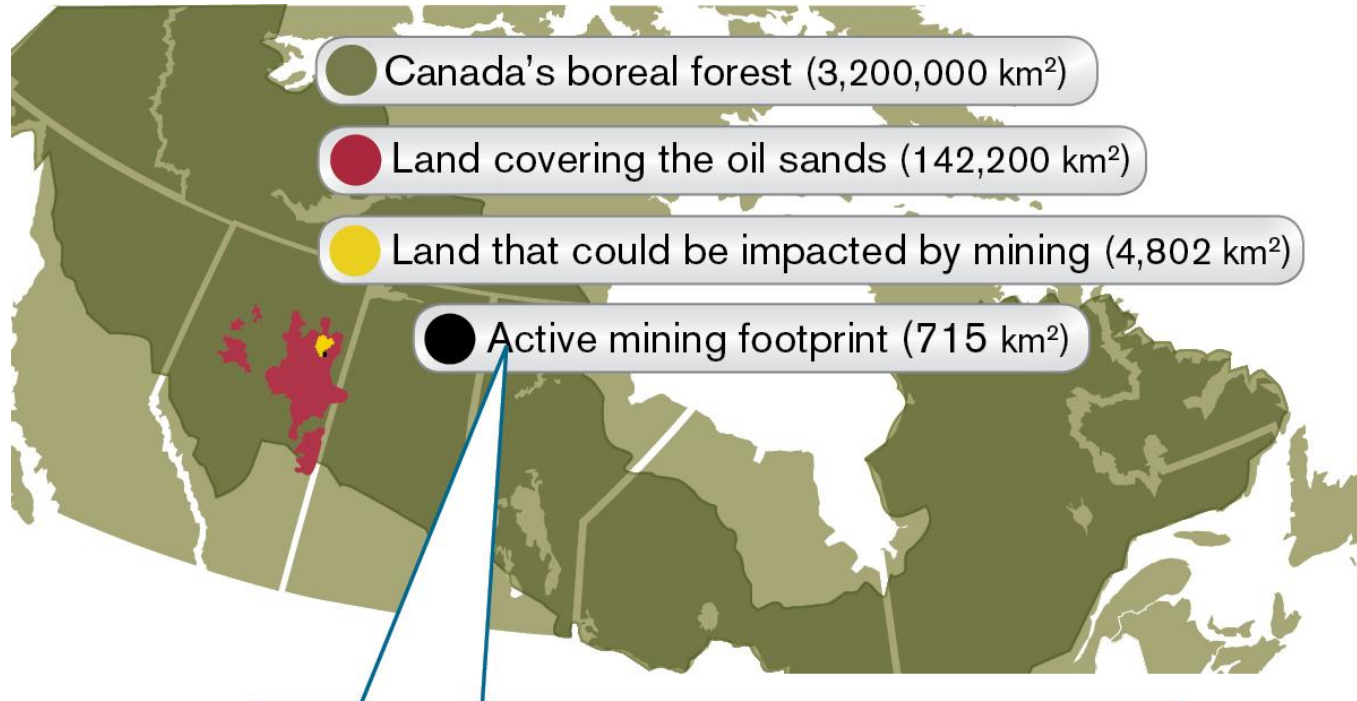 Canada's boreal forest (3,200,000 km²)
Land covering the oil sands (142,200 km²)
Land that could be impacted by mining (4,802 km²)
Active mining footprint (715 km²)